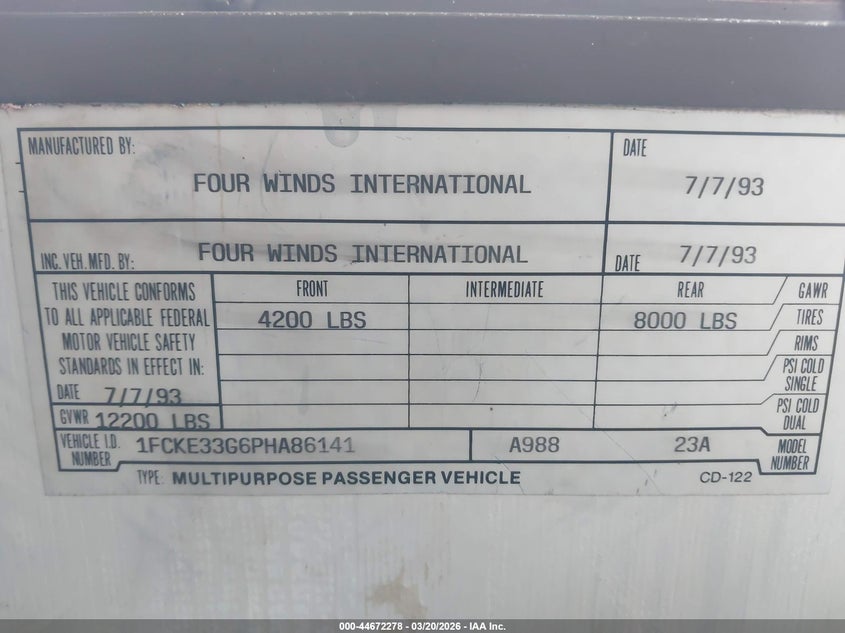 MANUFACTURED BY:
FOUR WINDS INTERNATIONAL
DATE
7/7/93
INC. VEH. MFD. BY:
FOUR WINDS INTERNATIONAL
DATE
7/7/93
THIS VEHICLE CONFORMS
TO ALL APPLICABLE FEDERAL
MOTOR VEHICLE SAFETY
STANDARDS IN EFFECT IN:
DATE 7/7/93
GVWR 12200 LBS
FRONT
INTERMEDIATE
REAR
GAWR
4200 LBS
8000 LBS
TIRES
RIMS
PSI COLD
SINGLE
PSI COLD
DUAL
VEHICLE I.D.
NUMBER
1FCKE33G6PHA86141
A988
23A
MODEL
NUMBER
TYPE: MULTIPURPOSE PASSENGER VEHICLE
CD-122
000-44672278 - 03/20/2026 - IAA Inc.